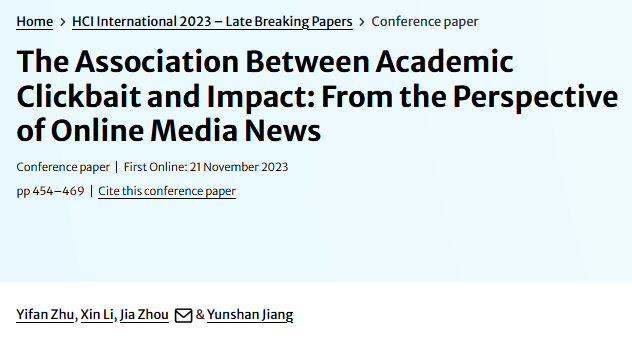 Home > HCI International 2023 – Late Breaking Papers > Conference paper
The Association Between Academic
Clickbait and Impact: From the Perspective
of Online Media News
Conference paper | First Online: 21 November 2023
pp 454–469 | Cite this conference paper
Yifan Zhu, Xin Li, Jia Zhou & Yunshan Jiang